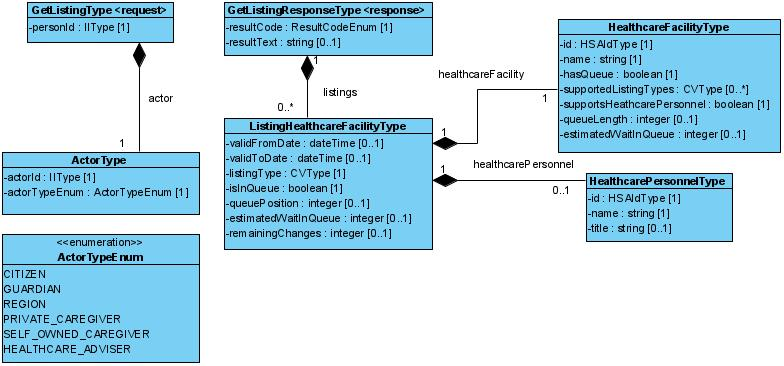 GetListingType <request>
-personId : IIType [1]
actor
1
ActorType
-actorId : IIType [1]
-actorTypeEnum : ActorTypeEnum [1]
<<enumeration>>
ActorTypeEnum
CITIZEN
GUARDIAN
REGION
PRIVATE_CAREGIVER
SELF_OWNED_CAREGIVER
HEALTHCARE_ADVISER
GetListingResponseType <response>
-resultCode : ResultCodeEnum [1]
-resultText : string [0..1]
1
listings
0..*
ListingHealthcareFacilityType
-validFromDate : dateTime [0..1]
-validToDate : dateTime [0..1]
-listingType : CVType [1]
-isInQueue : boolean [1]
-queuePosition : integer [0..1]
-estimatedWaitInQueue : integer [0..1]
-remainingChanges : integer [0..1]
healthcareFacility
1
1
healthcarePersonnel
1
0..1
HealthcareFacilityType
-id : HSAIdType [1]
-name : string [1]
-hasQueue : boolean [1]
-supportedListingTypes : CVType [0..*]
-supportsHeathcarePersonnel : boolean [1]
-queueLength : integer [0..1]
-estimatedWaitInQueue : integer [0..1]
HealthcarePersonnelType
-id : HSAIdType [1]
-name : string [1]
-title : string [0..1]